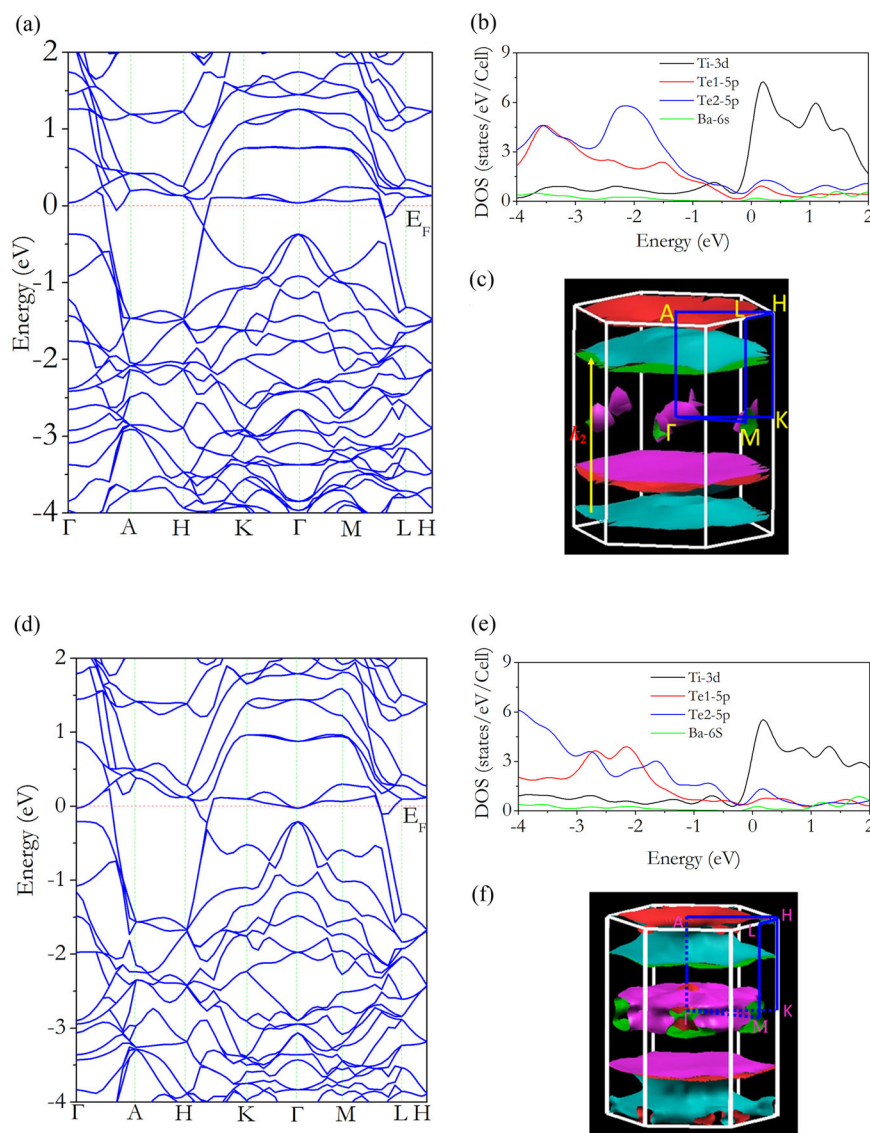 (a)
2
1
0
1
-2
-3
-4
Energy (eV)
E_F
Γ A H K Γ M L H
(b)
9
6
3
0
DOS (states/eV/Cell)
Ti-3d
Te1-5p
Te2-5p
Ba-6s
-4 -3 -2 -1 0 1 2
Energy (eV)
(c)
A L H
k₂
Γ M K
(d)
2
1
0
-1
-2
-3
-4
Energy (eV)
E_F
Γ A H K Γ M L H
(e)
9
6
3
0
DOS (states/eV/Cell)
Ti-3d
Te1-5p
Te2-5p
Ba-6S
-4 -3 -2 -1 0 1 2
Energy (eV)
(f)
A L H
M K